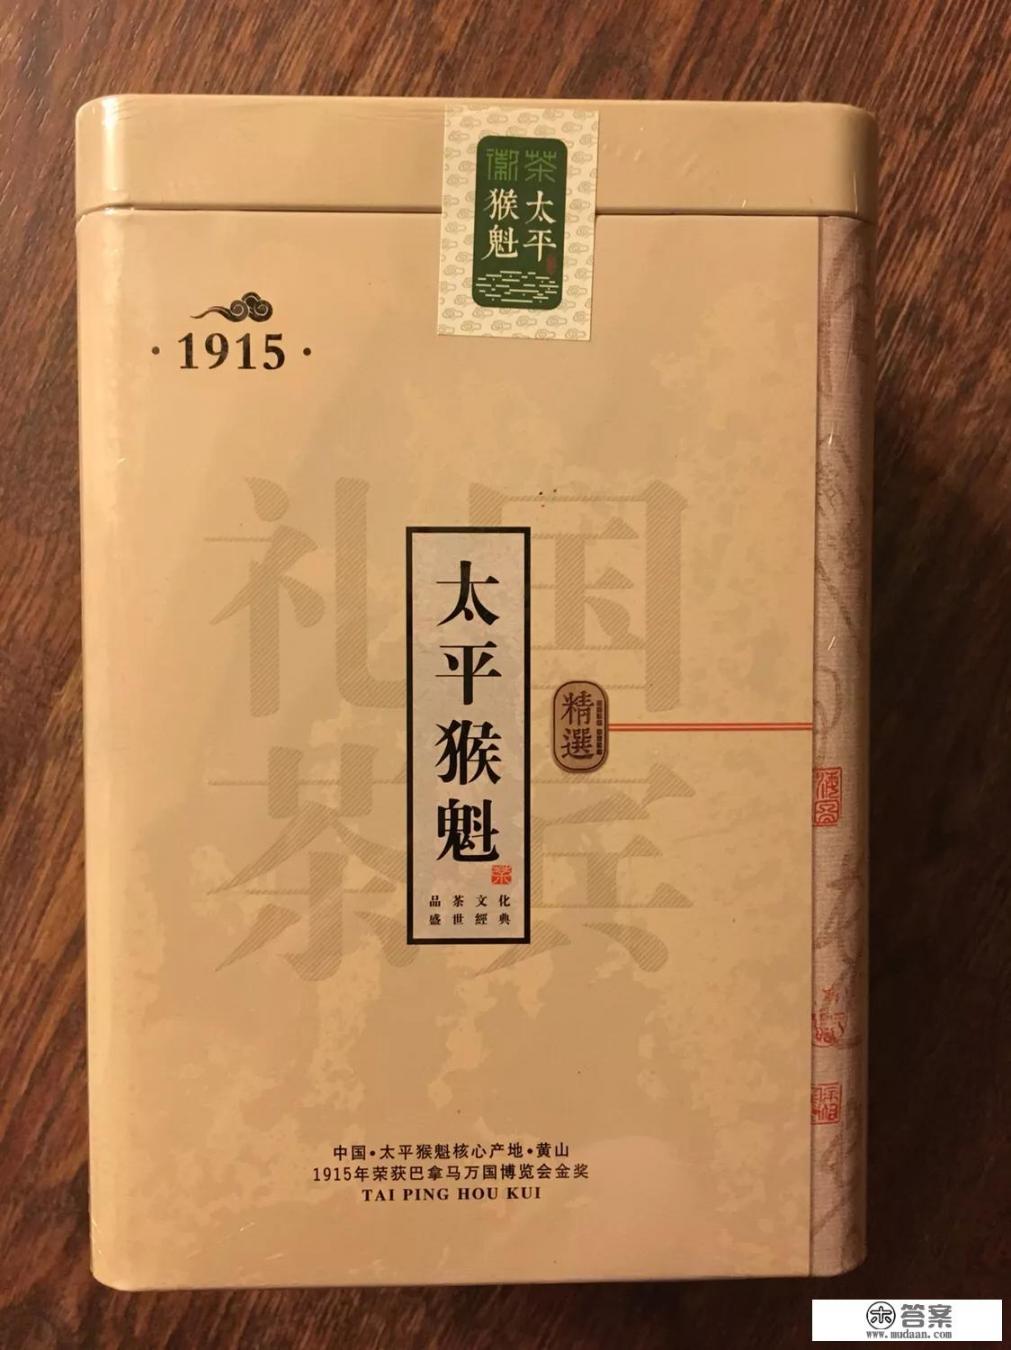 徽茶
太平
猴魁
1915
国宾
礼茶
太平猴魁
茶
精選
品茶文化
盛世經典
中国·太平猴魁核心产地·黄山
1915年荣获巴拿马万国博览会金奖
TAI PING HOU KUI
答案
www.mudaan.com